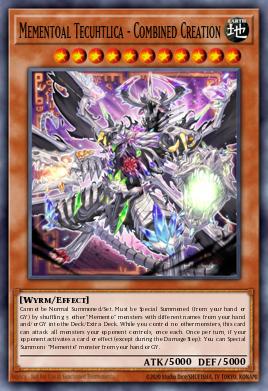 Mementoal Tecuhtlica - Combined Creation
EARTH
地
[Wyrm/Effect]
Cannot be Normal Summoned/Set. Must be Special Summoned (from your hand or
GY) by shuffling 5 other "Memento" monsters with different names from your hand
and/or GY into the Deck/Extra Deck. While you control no other monsters, this card
can attack all monsters your opponent controls, once each. Once per turn, if your
opponent activates a card or effect (except during the Damage Step): You can Special
Summon 1 "Memento" monster from your hand or GY.
ATK/5000 DEF/5000